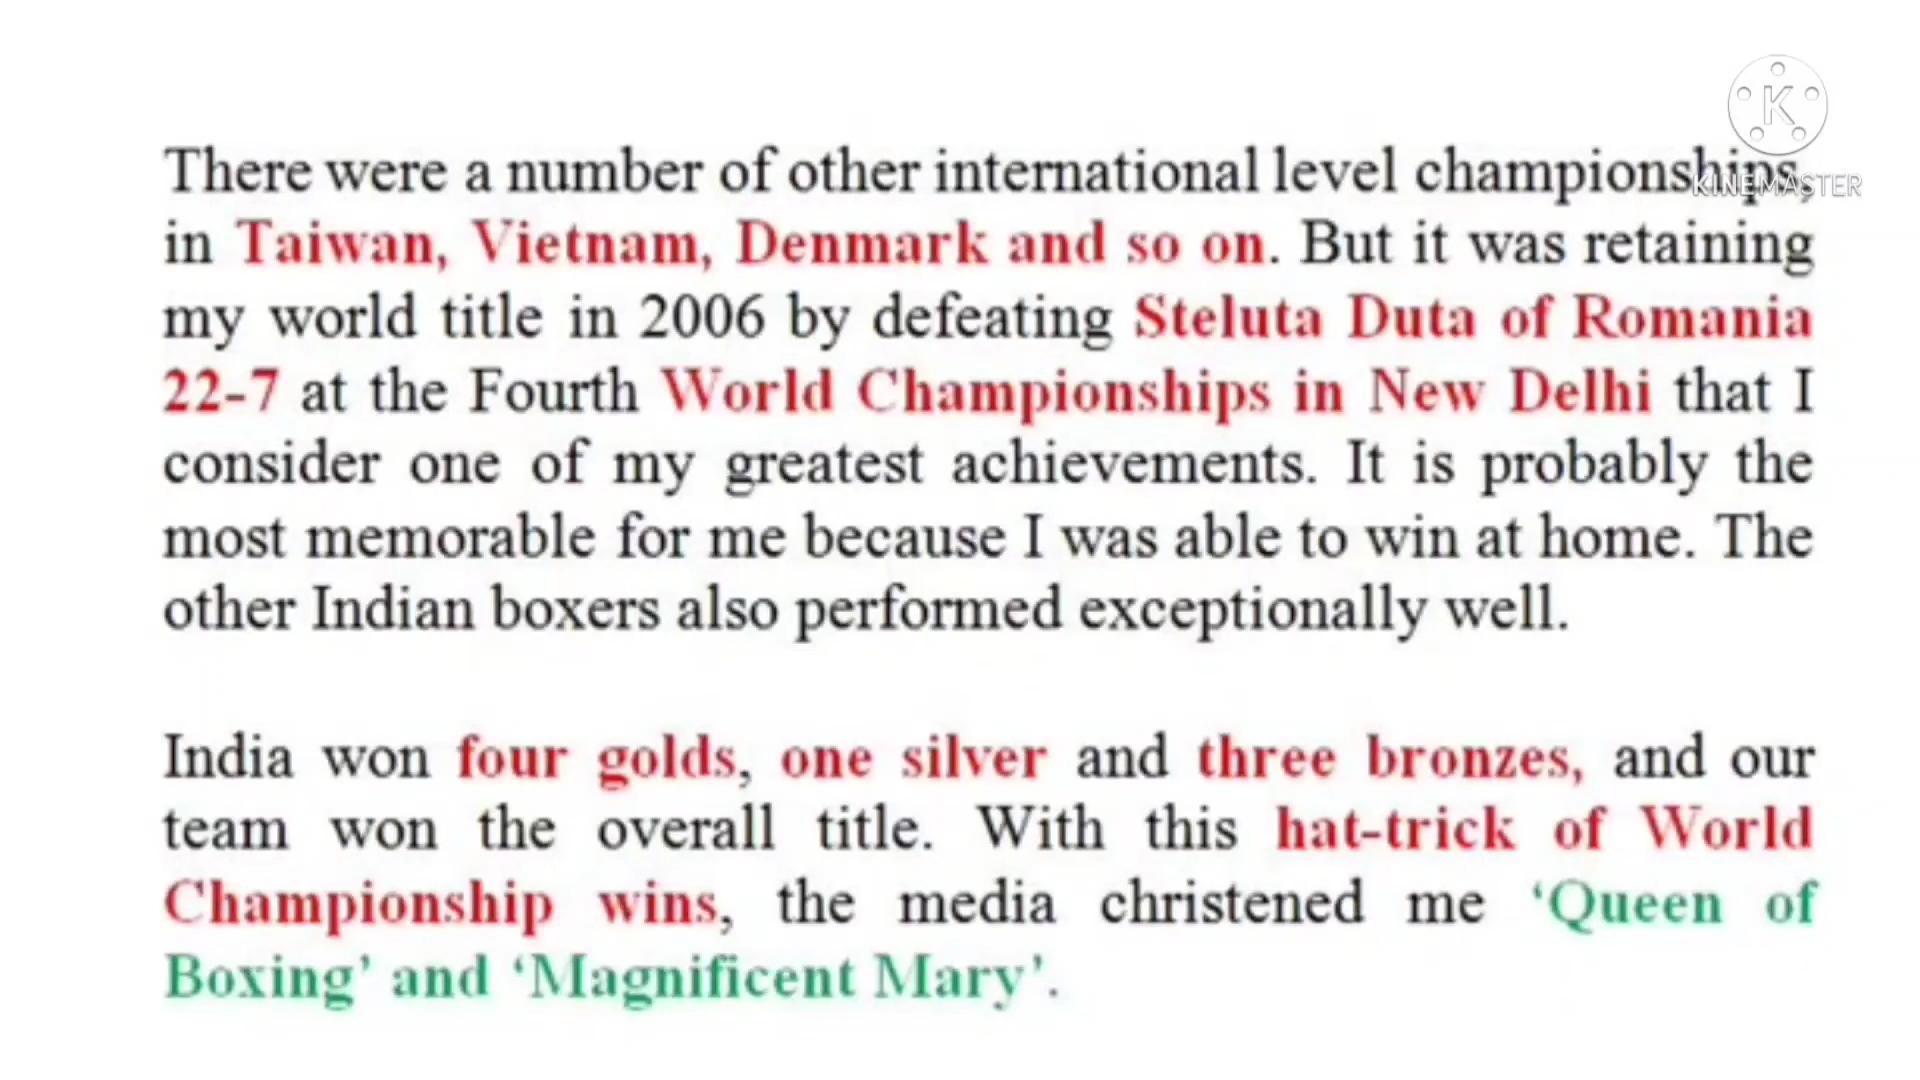 There were a number of other international level championships,
in Taiwan, Vietnam, Denmark and so on. But it was retaining
my world title in 2006 by defeating Steluta Duta of Romania
22-7 at the Fourth World Championships in New Delhi that I
consider one of my greatest achievements. It is probably the
most memorable for me because I was able to win at home. The
other Indian boxers also performed exceptionally well.
India won four golds, one silver and three bronzes, and our
team won the overall title. With this hat-trick of World
Championship wins, the media christened me ‘Queen of
Boxing’ and ‘Magnificent Mary’.
K
KINEMASTER